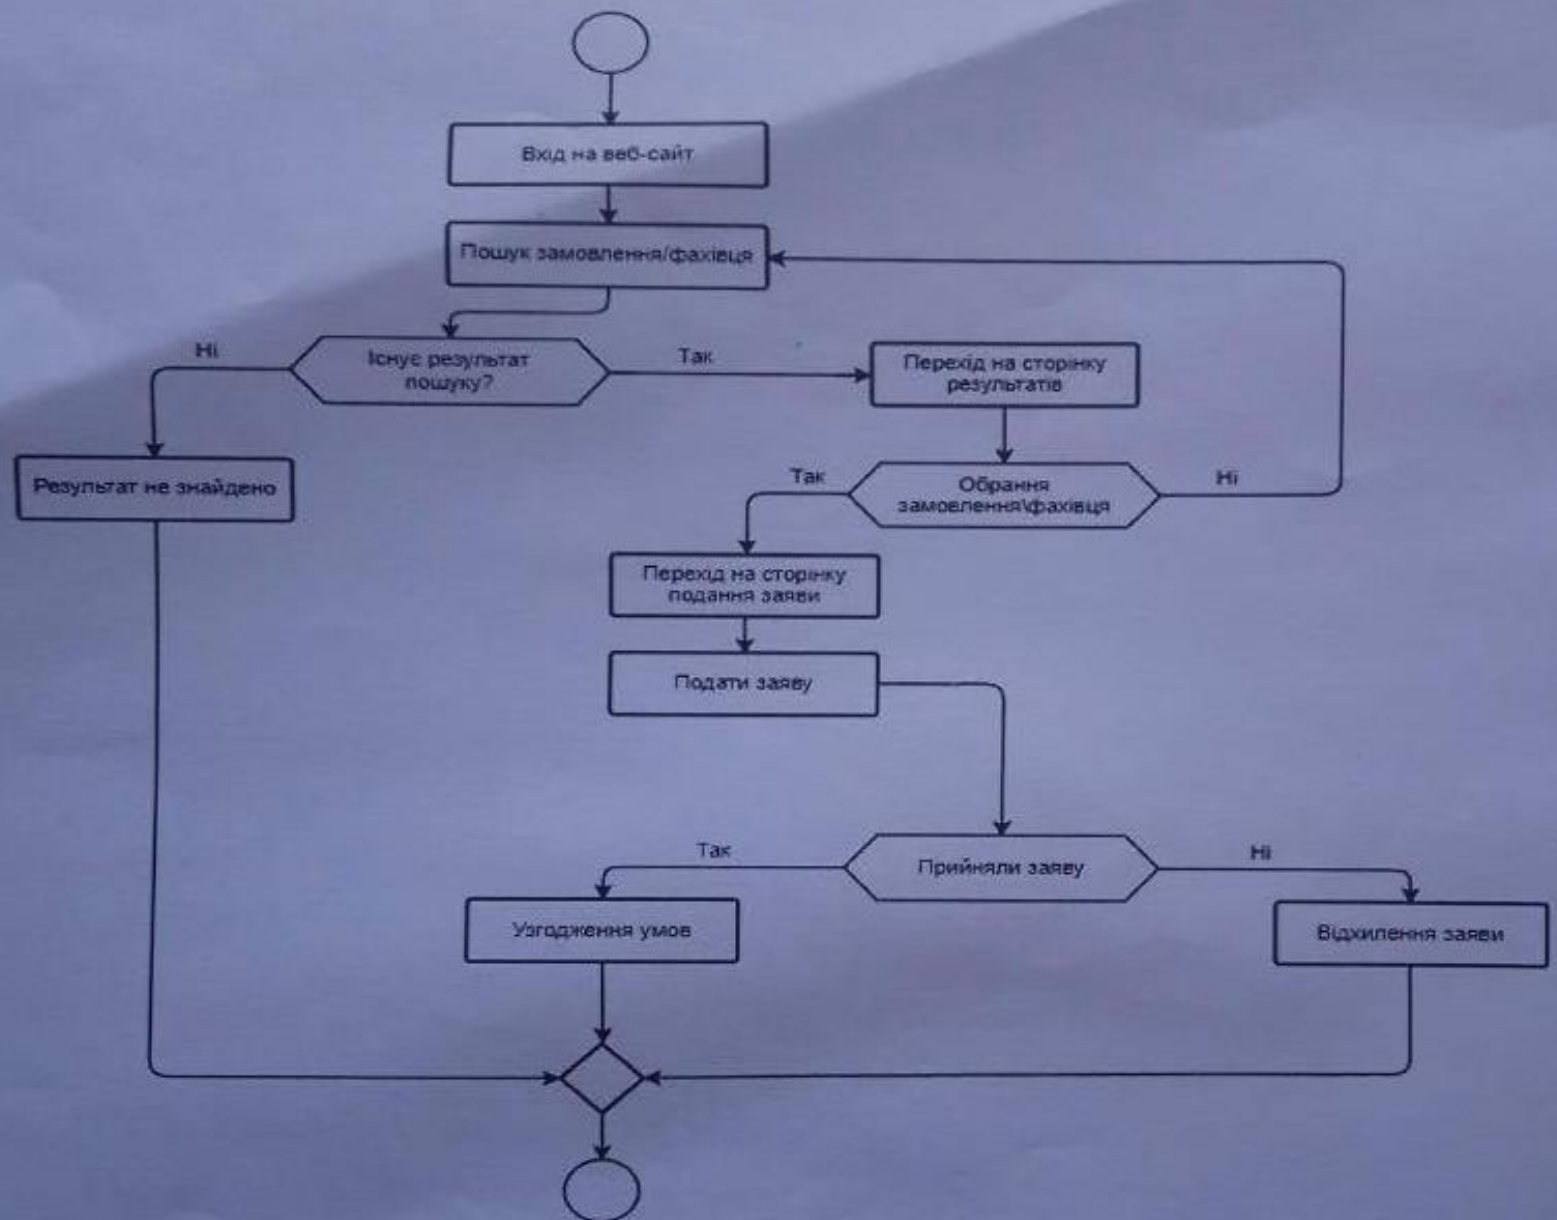 Вхід на веб-сайт
Пошук замовлення/фахівця
Ні
Існує результат
пошуку?
Так
Перехід на сторінку
результатів
Результат не знайдено
Так
Обрання
замовлення\фахівця
Ні
Перехід на сторінку
подання заяви
Подати заяву
Так
Прийняли заяву
Ні
Узгодження умов
Відхилення заяви